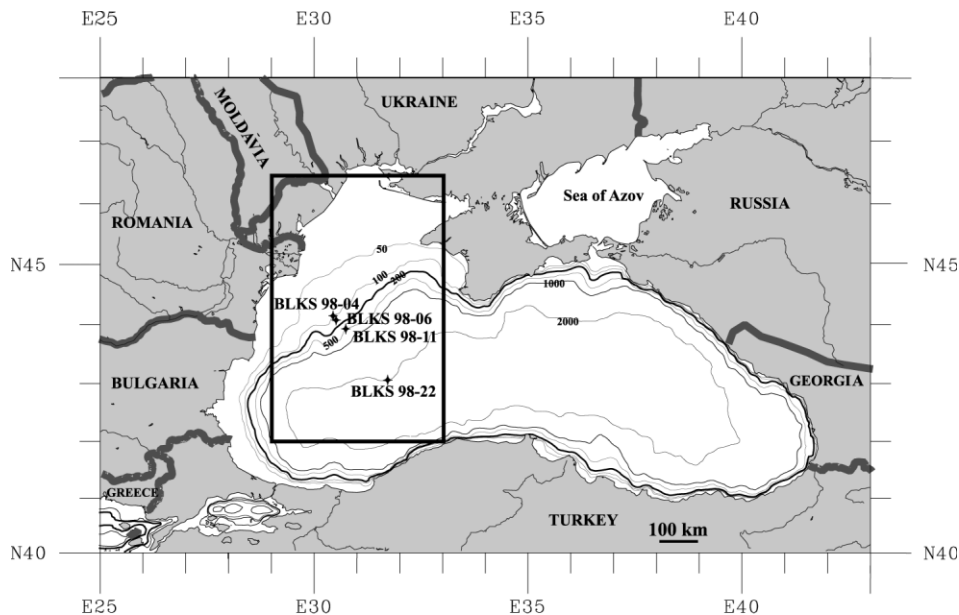 E25 E30 E35 E40
UKRAINE
MOLDAVIA
Sea of Azov
RUSSIA
ROMANIA
50
N45 N45
100
200
1000
BLKS 98-04
2000
BLKS 98-06
BLKS 98-11
500
BULGARIA
GEORGIA
BLKS 98-22
GREECE
TURKEY
100 km
N40 N40
E25 E30 E35 E40